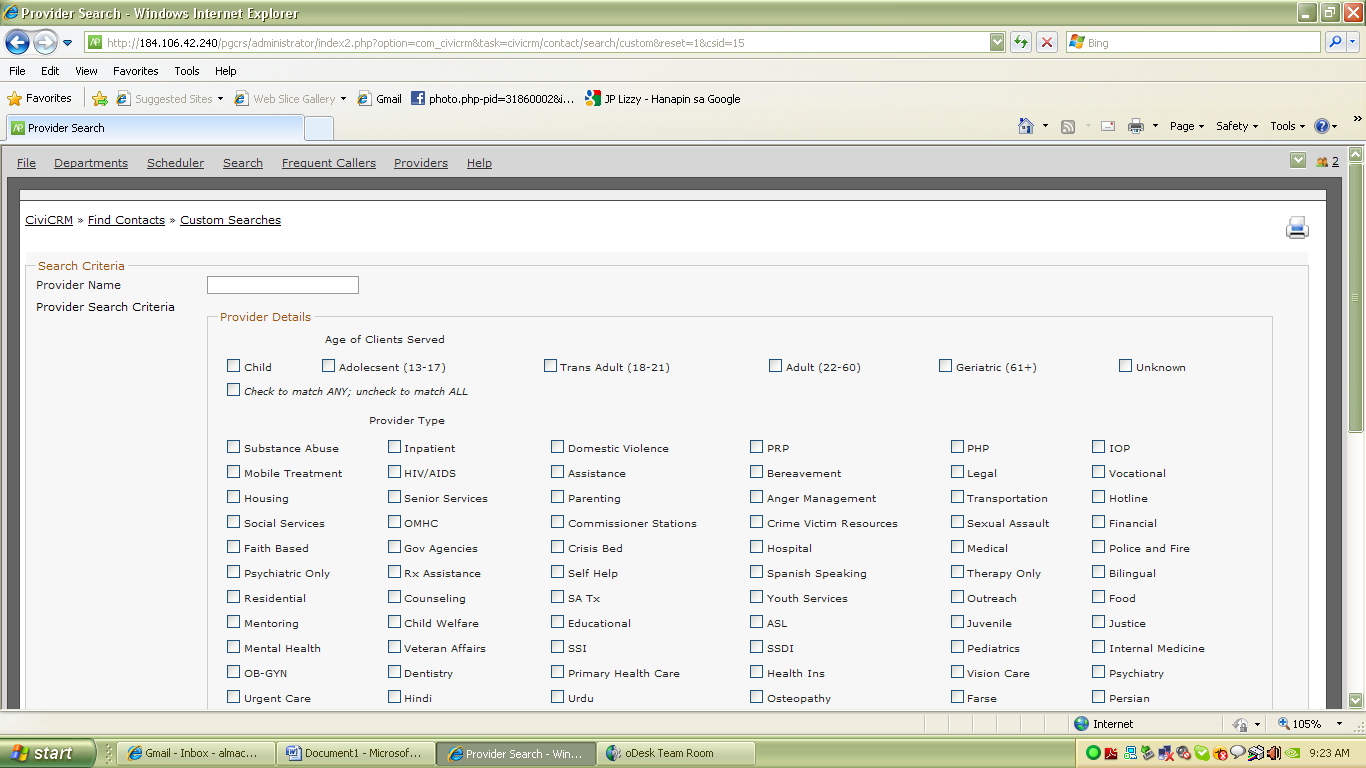 Provider Search - Windows Internet Explorer
http://184.106.42.240/pgcrs/administrator/index2.php?option=com_civicrm&task=civicrm/contact/search/custom&reset=1&csid=15
Bing
File Edit View Favorites Tools Help
Favorites Suggested Sites Web Slice Gallery Gmail photo.php-pid=31860002&i... JP Lizzy - Hanapin sa Google
Provider Search Page Safety Tools
File Departments Scheduler Search Frequent Callers Providers Help 2
CiviCRM » Find Contacts » Custom Searches
Search Criteria
Provider Name
Provider Search Criteria
Provider Details
Age of Clients Served
Child Adolecsent (13-17) Trans Adult (18-21) Adult (22-60) Geriatric (61+) Unknown
Check to match ANY; uncheck to match ALL
Provider Type
Substance Abuse Inpatient Domestic Violence PRP PHP IOP
Mobile Treatment HIV/AIDS Assistance Bereavement Legal Vocational
Housing Senior Services Parenting Anger Management Transportation Hotline
Social Services OMHC Commissioner Stations Crime Victim Resources Sexual Assault Financial
Faith Based Gov Agencies Crisis Bed Hospital Medical Police and Fire
Psychiatric Only Rx Assistance Self Help Spanish Speaking Therapy Only Bilingual
Residential Counseling SA Tx Youth Services Outreach Food
Mentoring Child Welfare Educational ASL Juvenile Justice
Mental Health Veteran Affairs SSI SSDI Pediatrics Internal Medicine
OB-GYN Dentistry Primary Health Care Health Ins Vision Care Psychiatry
Urgent Care Hindi Urdu Osteopathy Farse Persian
Internet 105%
start Gmail - Inbox - almac... Document1 - Microsof... Provider Search - Win... oDesk Team Room 9:23 AM